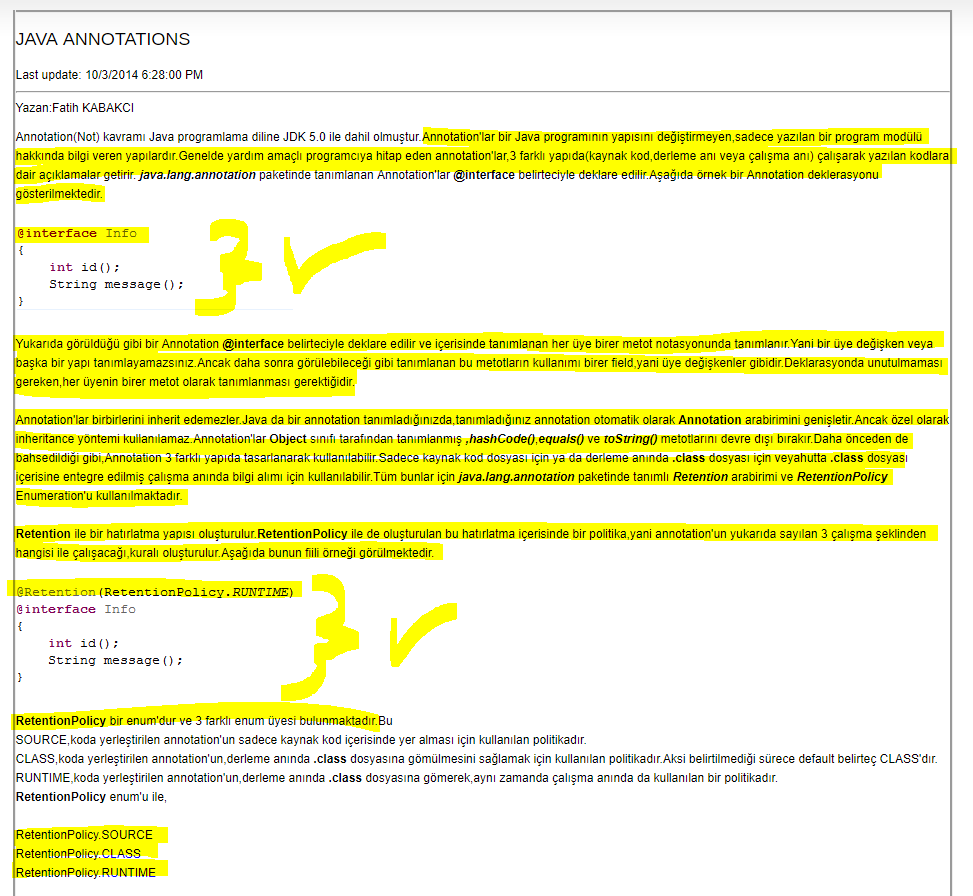 JAVA ANNOTATIONS
Last update: 10/3/2014 6:28:00 PM
Yazan:Fatih KABAKCI
Annotation(Not) kavramı Java programlama diline JDK 5.0 ile dahil olmuştur.Annotation'lar bir Java programının yapısını değiştirmeyen,sadece yazılan bir program modülü
hakkında bilgi veren yapılardır.Genelde yardım amaçlı programcıya hitap eden annotation'lar,3 farklı yapıda(kaynak kod,derleme anı veya çalışma anı) çalışarak yazılan kodlara
dair açıklamalar getirir. java.lang.annotation paketinde tanımlanan Annotation'lar @interface belirteciyle deklare edilir.Aşağıda örnek bir Annotation deklerasyonu
gösterilmektedir.
@interface Info
{
int id();
String message();
}
Yukarıda görüldüğü gibi bir Annotation @interface belirteciyle deklare edilir ve içerisinde tanımlanan her üye birer metot notasyonunda tanımlanır.Yani bir üye değişken veya
başka bir yapı tanımlayamazsınız.Ancak daha sonra görülebileceği gibi tanımlanan bu metotların kullanımı birer field,yani üye değişkenler gibidir.Deklarasyonda unutulmaması
gereken,her üyenin birer metot olarak tanımlanması gerektiğidir.
Annotation'lar birbirlerini inherit edemezler.Java da bir annotation tanımladığınızda,tanımladığınız annotation otomatik olarak Annotation arabirimini genişletir.Ancak özel olarak
inheritance yöntemi kullanılamaz.Annotation'lar Object sınıfı tarafından tanımlanmış ,hashCode(),equals() ve toString() metotlarını devre dışı bırakır.Daha önceden de
bahsedildiği gibi,Annotation 3 farklı yapıda tasarlanarak kullanılabilir.Sadece kaynak kod dosyası için ya da derleme anında .class dosyası için veyahutta .class dosyası
içerisine entegre edilmiş çalışma anında bilgi alımı için kullanılabilir.Tüm bunlar için java.lang.annotation paketinde tanımlı Retention arabirimi ve RetentionPolicy
Enumeration'u kullanılmaktadır.
Retention ile bir hatırlatma yapısı oluşturulur.RetentionPolicy ile de oluşturulan bu hatırlatma içerisinde bir politika,yani annotation'un yukarıda sayılan 3 çalışma şeklinden
hangisi ile çalışacağı,kuralı oluşturulur.Aşağıda bunun fiili örneği görülmektedir.
@Retention(RetentionPolicy.RUNTIME)
@interface Info
{
int id();
String message();
}
RetentionPolicy bir enum'dur ve 3 farklı enum üyesi bulunmaktadır.Bu
SOURCE,koda yerleştirilen annotation'un sadece kaynak kod içerisinde yer alması için kullanılan politikadır.
CLASS,koda yerleştirilen annotation'un,derleme anında .class dosyasına gömülmesini sağlamak için kullanılan politikadır.Aksi belirtilmediği sürece default belirteç CLASS'dır.
RUNTIME,koda yerleştirilen annotation'un,derleme anında .class dosyasına gömerek,aynı zamanda çalışma anında da kullanılan bir politikadır.
RetentionPolicy enum'u ile,
RetentionPolicy.SOURCE
RetentionPolicy.CLASS
RetentionPolicy.RUNTIME